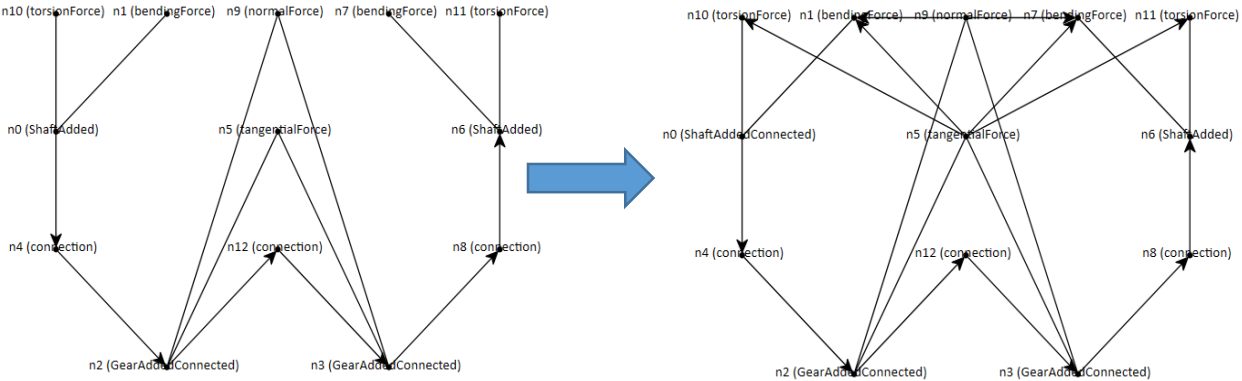 n10 (torsionForce) n1 (bendingForce) n9 (normalForce) n7 (bendingForce) n11 (torsionForce)
n0 (ShaftAdded) n5 (tangentialForce) n6 (ShaftAdded)
n4 (connection) n12 (connection) n8 (connection)
n2 (GearAddedConnected) n3 (GearAddedConnected)
n10 (torsionForce) n1 (bendingForce) n9 (normalForce) n7 (bendingForce) n11 (torsionForce)
n0 (ShaftAddedConnected) n5 (tangentialForce) n6 (ShaftAdded)
n4 (connection) n12 (connection) n8 (connection)
n2 (GearAddedConnected) n3 (GearAddedConnected)